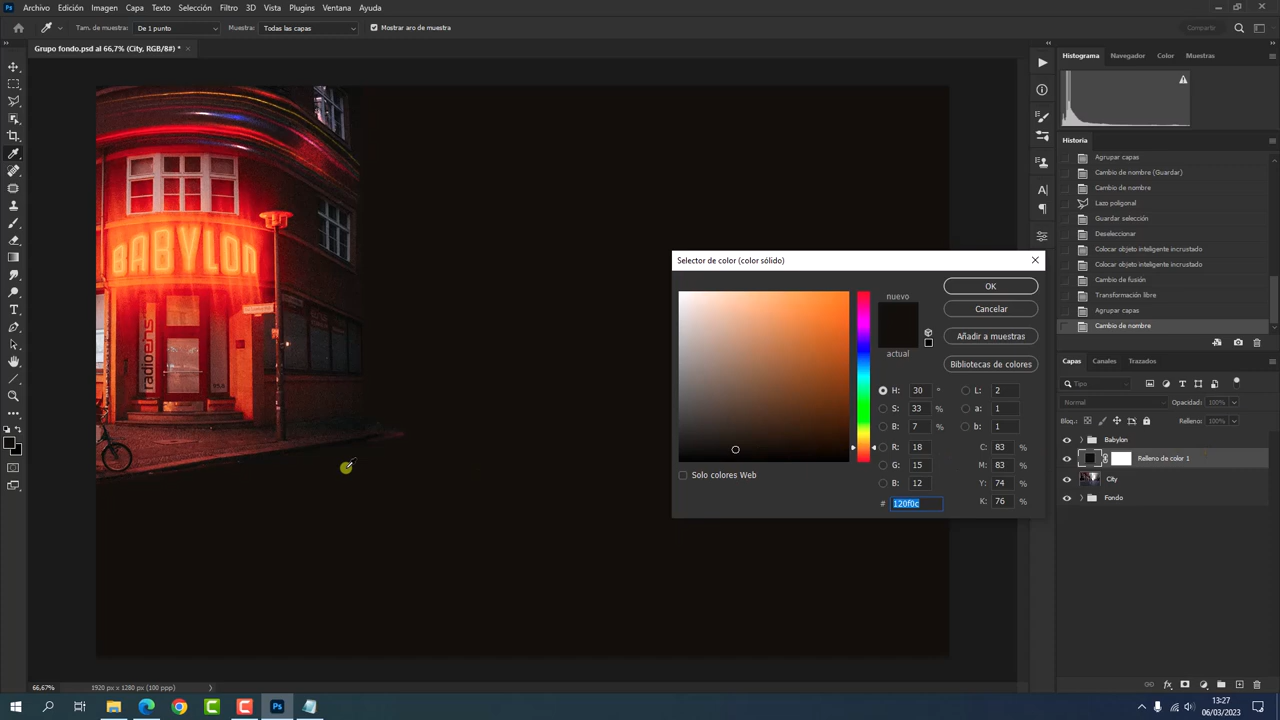 Archivo Edición Imagen Capa Texto Selección Filtro 3D Vista Plugins Ventana Ayuda
Tam. de muestra: De 1 punto Muestra: Todas las capas Mostrar aro de muestra Compartir
Grupo fondo.psd al 66,7% (City, RGB/8#) *
Histograma Navegador Color Muestras
Historia
Agrupar capas
Cambio de nombre (Guardar)
Cambio de nombre
Lazo poligonal
Guardar selección
Deseleccionar
Colocar objeto inteligente incrustado
Colocar objeto inteligente incrustado
Cambio de fusión
Transformación libre
Agrupar capas
Cambio de nombre
BABYLON
radioeins
Selector de color (color sólido)
nuevo
actual
OK
Cancelar
Añadir a muestras
Bibliotecas de colores
H: 30 °
S: 33 %
B: 7 %
R: 18
G: 15
B: 12
# 120f0c
L: 2
a: 1
b: 1
C: 83 %
M: 83 %
Y: 74 %
K: 76 %
Solo colores Web
Capas Canales Trazados
Tipo
Normal Opacidad: 100%
Bloq.: Relleno: 100%
Babylon
Relleno de color 1
City
Fondo
66,67% 1920 px x 1280 px (100 ppp)
13:27
06/03/2023